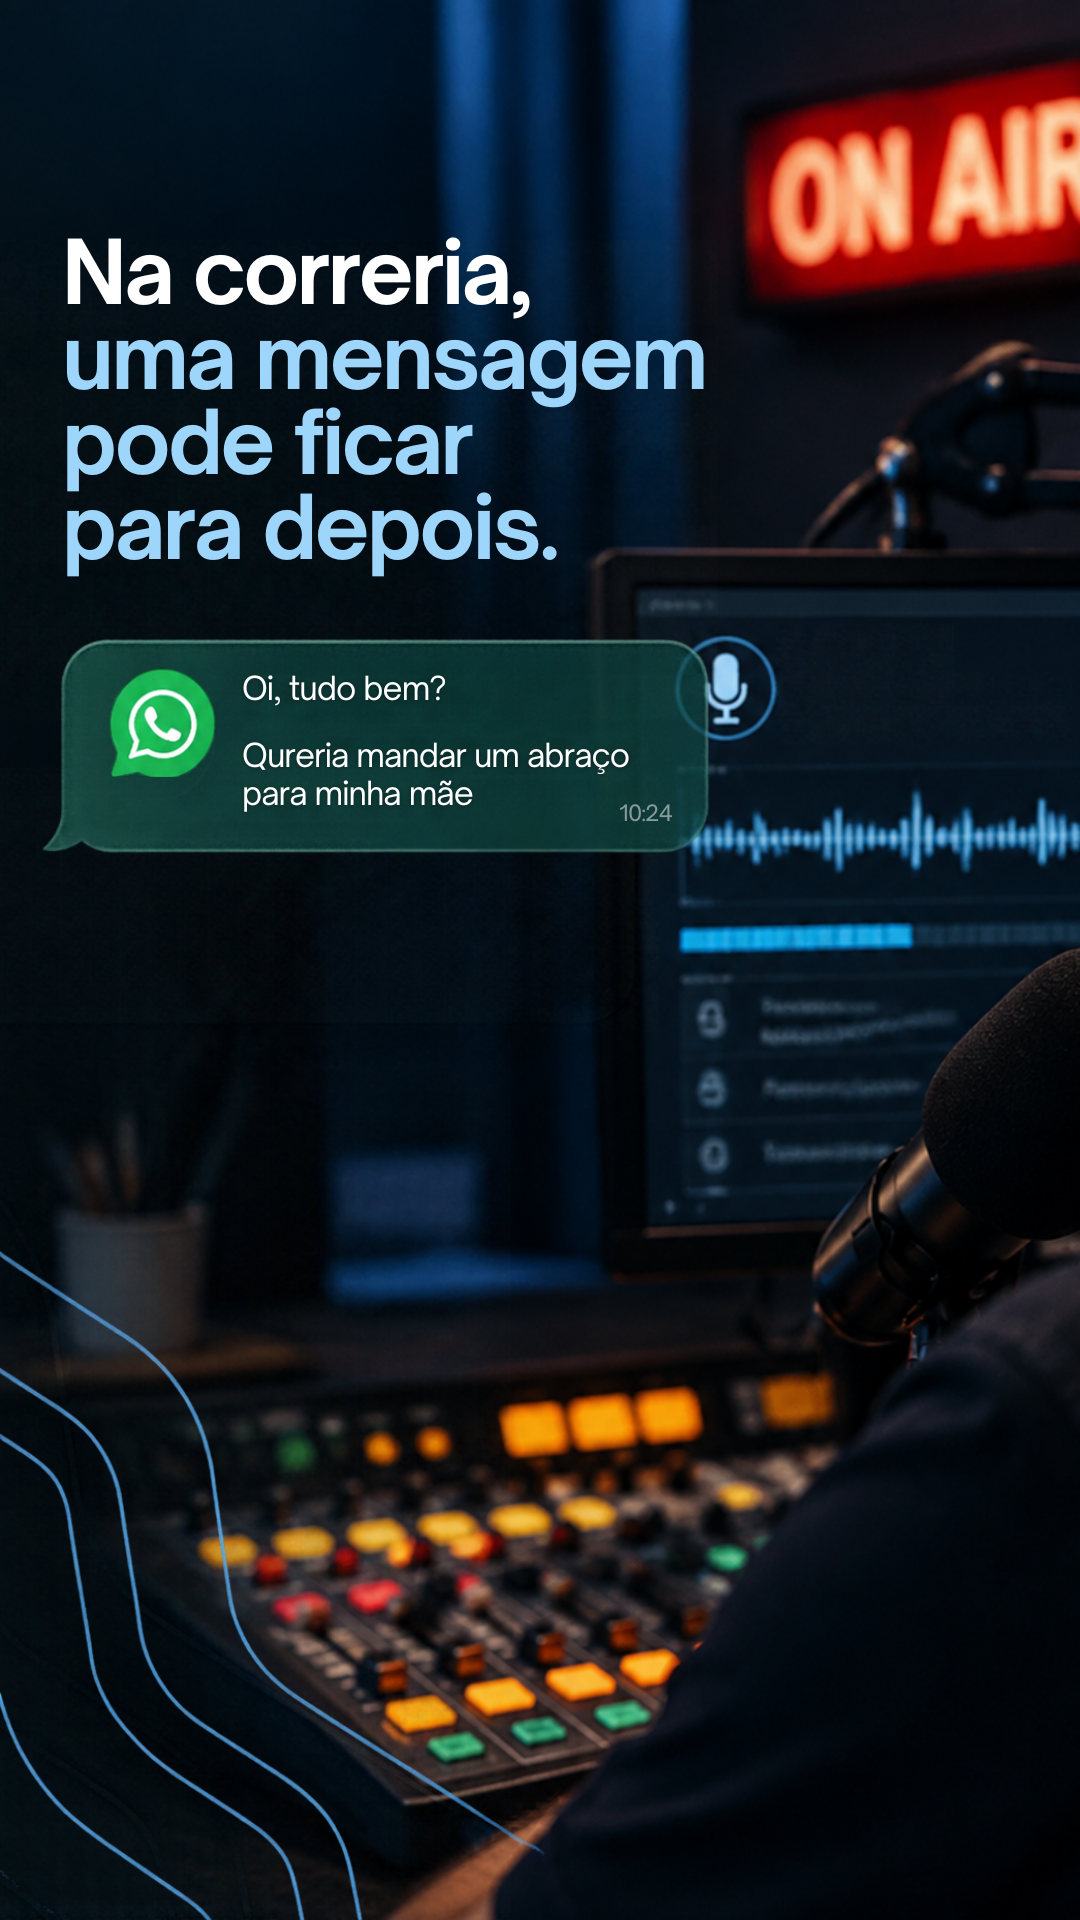 ON AIR
Na correria,
uma mensagem
pode ficar
para depois.
Oi, tudo bem?
Qureria mandar um abraço
para minha mãe
10:24